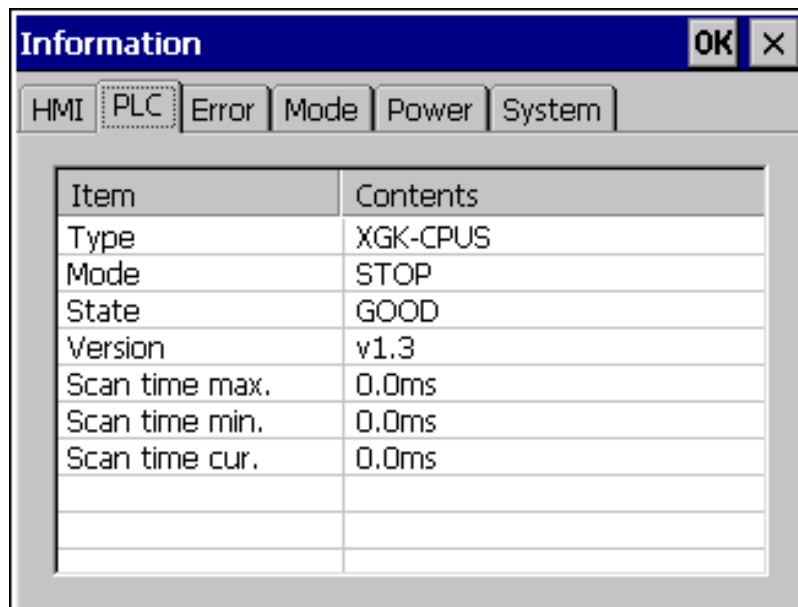 Information OK ×
HMI PLC Error Mode Power System
Item Contents
Type XGK-CPUS
Mode STOP
State GOOD
Version v1.3
Scan time max. 0.0ms
Scan time min. 0.0ms
Scan time cur. 0.0ms